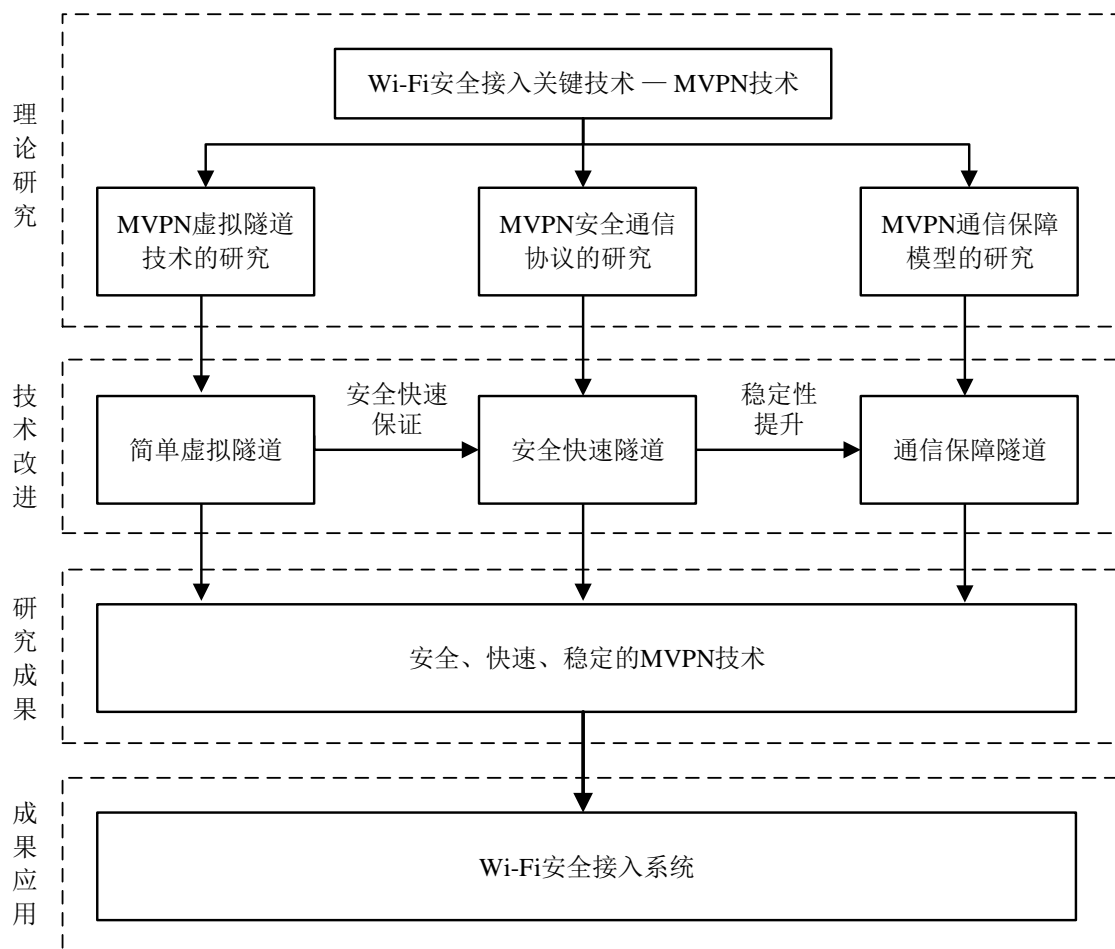 Wi-Fi安全接入关键技术 — MVPN技术
理论研究
MVPN虚拟隧道
技术的研究
MVPN安全通信
协议的研究
MVPN通信保障
模型的研究
技术改进
简单虚拟隧道
安全快速
保证
安全快速隧道
稳定性
提升
通信保障隧道
研究成果
安全、快速、稳定的MVPN技术
成果应用
Wi-Fi安全接入系统